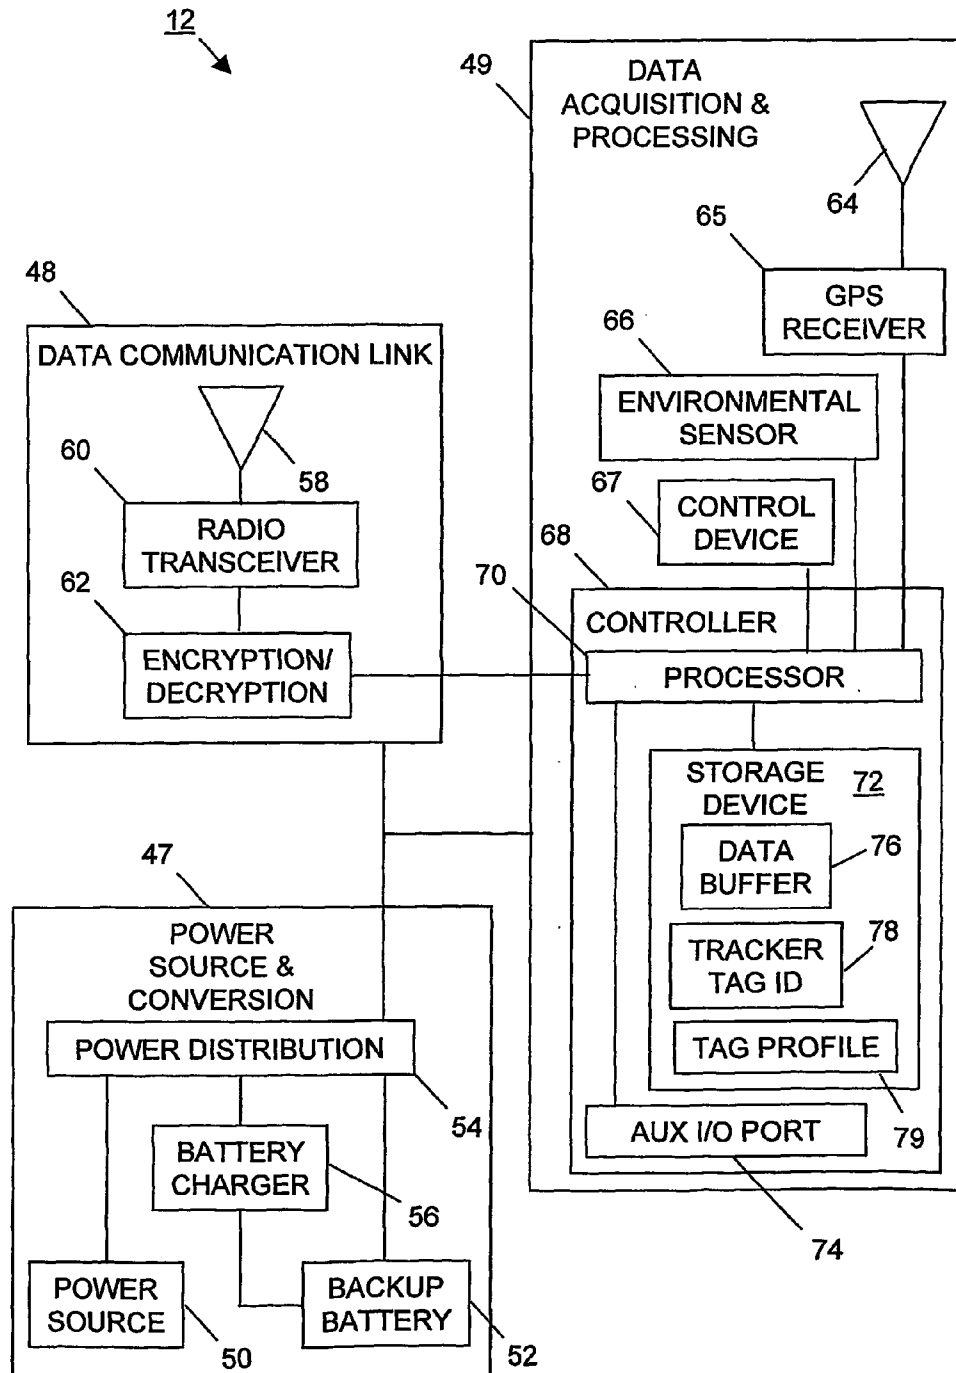 12
49
DATA
ACQUISITION &
PROCESSING
64
65
48
GPS
RECEIVER
DATA COMMUNICATION LINK
66
ENVIRONMENTAL
SENSOR
60
58
67
RADIO
TRANSCEIVER
CONTROL
DEVICE
68
62
70
CONTROLLER
ENCRYPTION/
DECRYPTION
PROCESSOR
STORAGE
DEVICE
72
47
DATA
BUFFER
76
POWER
SOURCE &
CONVERSION
TRACKER
TAG ID
78
POWER DISTRIBUTION
TAG PROFILE
54
AUX I/O PORT
79
BATTERY
CHARGER
56
74
POWER
SOURCE
BACKUP
BATTERY
50
52